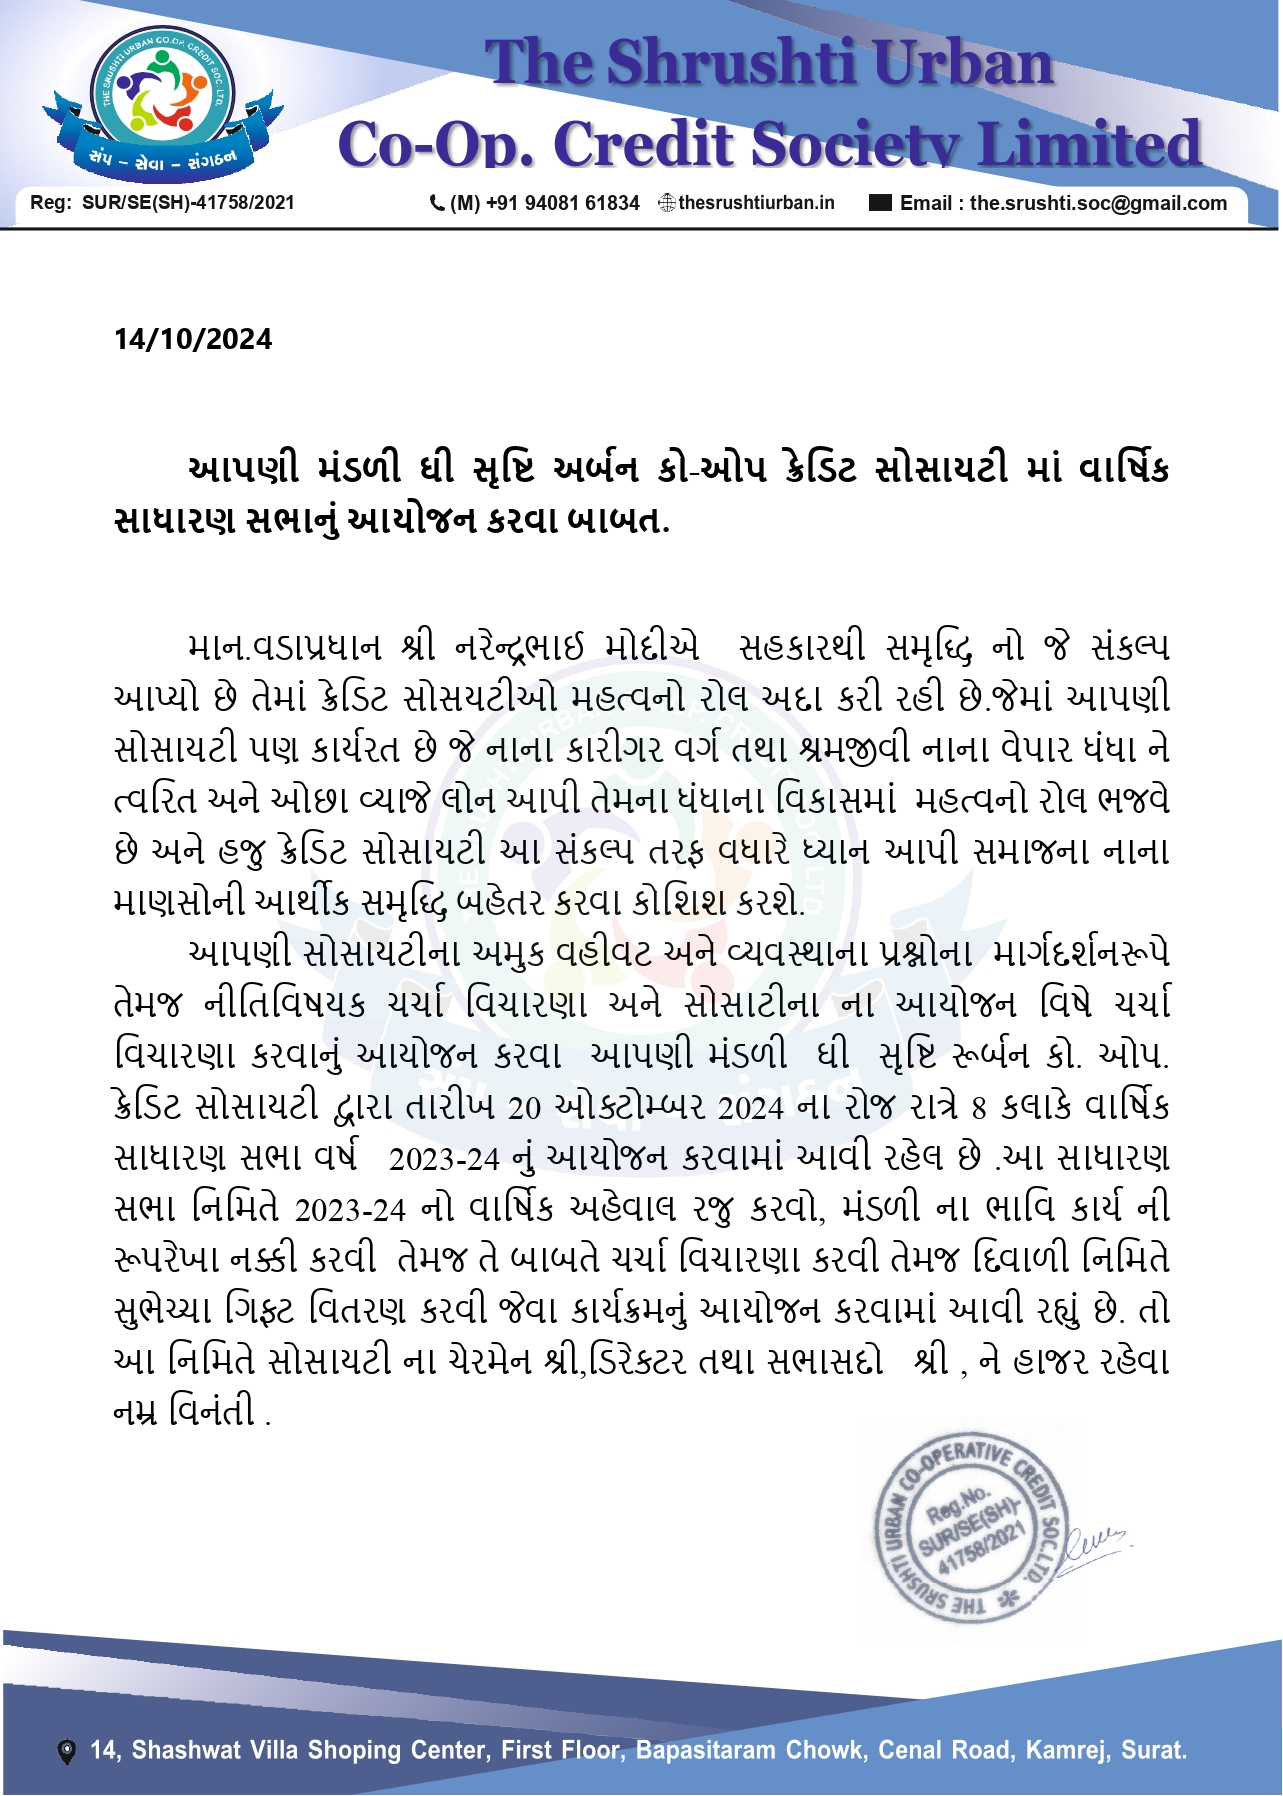 THE SRUSHTI URBAN CO.OP. CREDIT SOC. LTD.
સંપ – સેવા – સંગઠન
The Shrushti Urban
Co-Op. Credit Society Limited
Reg: SUR/SE(SH)-41758/2021 (M) +91 94081 61834 thesrushtiurban.in Email : the.srushti.soc@gmail.com
14/10/2024
આપણી મંડળી ધી સૃષ્ટિ અર્બન કો-ઓપ ક્રેડિટ સોસાયટી માં વાર્ષિક
સાધારણ સભાનું આયોજન કરવા બાબત.
માન.વડાપ્રધાન શ્રી નરેન્દ્રભાઈ મોદીએ સહકારથી સમૃધ્ધિ નો જે સંકલ્પ
આપ્યો છે તેમાં ક્રેડિટ સોસયટીઓ મહત્વનો રોલ અદા કરી રહી છે.જેમાં આપણી
સોસાયટી પણ કાર્યરત છે જે નાના કારીગર વર્ગ તથા શ્રમજીવી નાના વેપાર ધંધા ને
ત્વરિત અને ઓછા વ્યાજે લોન આપી તેમના ધંધાના વિકાસમાં મહત્વનો રોલ ભજવે
છે અને હજુ ક્રેડિટ સોસાયટી આ સંકલ્પ તરફ વધારે ધ્યાન આપી સમાજના નાના
માણસોની આર્થીક સમૃધ્ધિ બહેતર કરવા કોશિશ કરશે.
આપણી સોસાયટીના અમુક વહીવટ અને વ્યવસ્થાના પ્રશ્નોના માર્ગદર્શનરૂપે
તેમજ નીતિવિષયક ચર્ચા વિચારણા અને સોસાટીના ના આયોજન વિષે ચર્ચા
વિચારણા કરવાનું આયોજન કરવા આપણી મંડળી ધી સૃષ્ટિ રૂર્બન કો. ઓપ.
ક્રેડિટ સોસાયટી દ્વારા તારીખ 20 ઓક્ટોમ્બર 2024 ના રોજ રાત્રે 8 કલાકે વાર્ષિક
સાધારણ સભા વર્ષ 2023-24 નું આયોજન કરવામાં આવી રહેલ છે .આ સાધારણ
સભા નિમિતે 2023-24 નો વાર્ષિક અહેવાલ રજુ કરવો, મંડળી ના ભાવિ કાર્ય ની
રૂપરેખા નક્કી કરવી તેમજ તે બાબતે ચર્ચા વિચારણા કરવી તેમજ દિવાળી નિમિતે
સુભેચ્યા ગિફ્ટ વિતરણ કરવી જેવા કાર્યક્રમનું આયોજન કરવામાં આવી રહ્યું છે. તો
આ નિમિતે સોસાયટી ના ચેરમેન શ્રી,ડિરેક્ટર તથા સભાસદો શ્રી , ને હાજર રહેવા
નમ્ર વિનંતી .
THE SRUSHTI URBAN CO-OPERATIVE CREDIT SOC.LTD.
Reg.No.
SUR/SE(SH)-
41758/2021
14, Shashwat Villa Shoping Center, First Floor, Bapasitaram Chowk, Cenal Road, Kamrej, Surat.